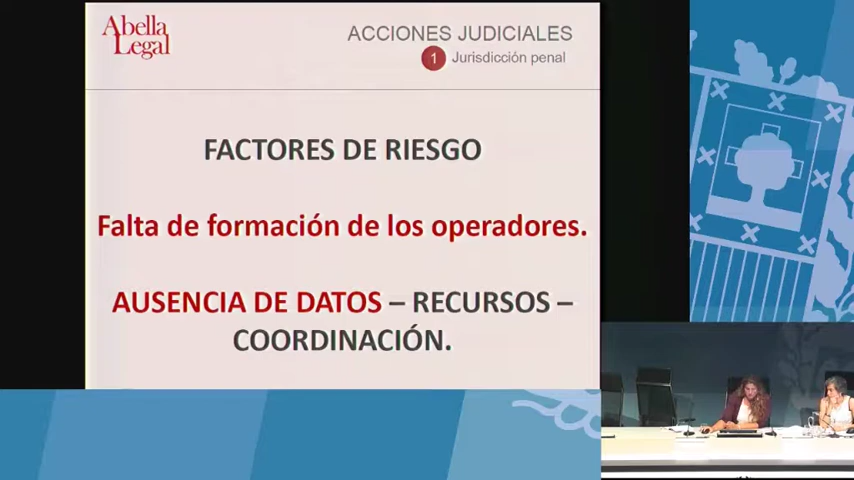 Abella
Legal
ACCIONES JUDICIALES
1 Jurisdicción penal
FACTORES DE RIESGO
Falta de formación de los operadores.
AUSENCIA DE DATOS – RECURSOS –
COORDINACIÓN.